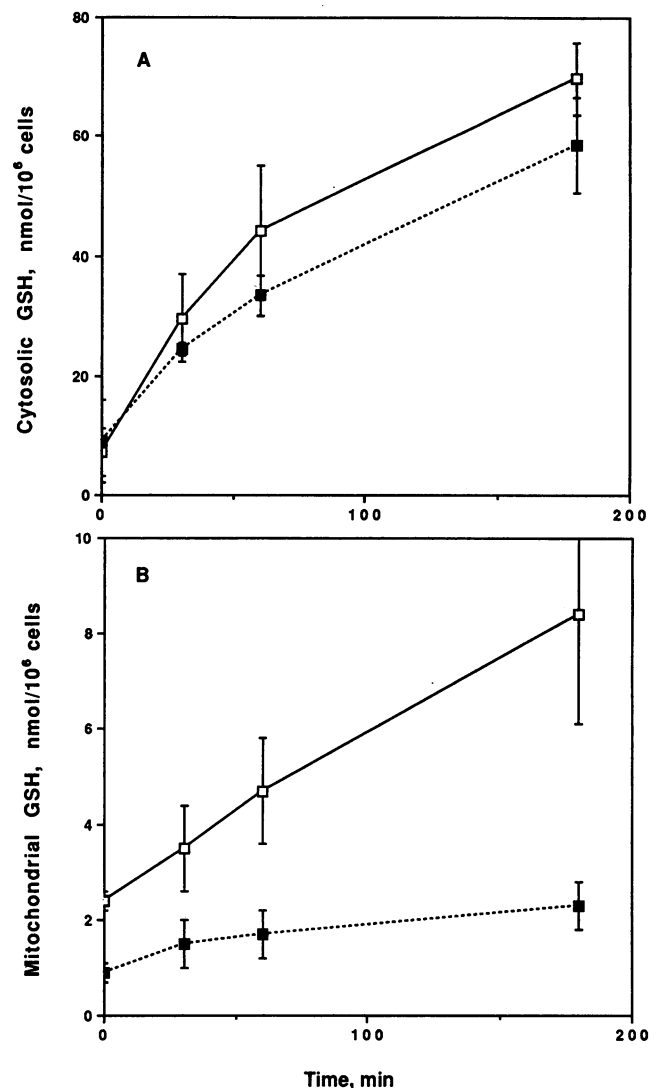 80
A
60
40
20
0
Cytosolic GSH, nmol/10⁶ cells
0 100 200
10
B
8
6
4
2
0
Mitochondrial GSH, nmol/10⁶ cells
0 100 200
Time, min